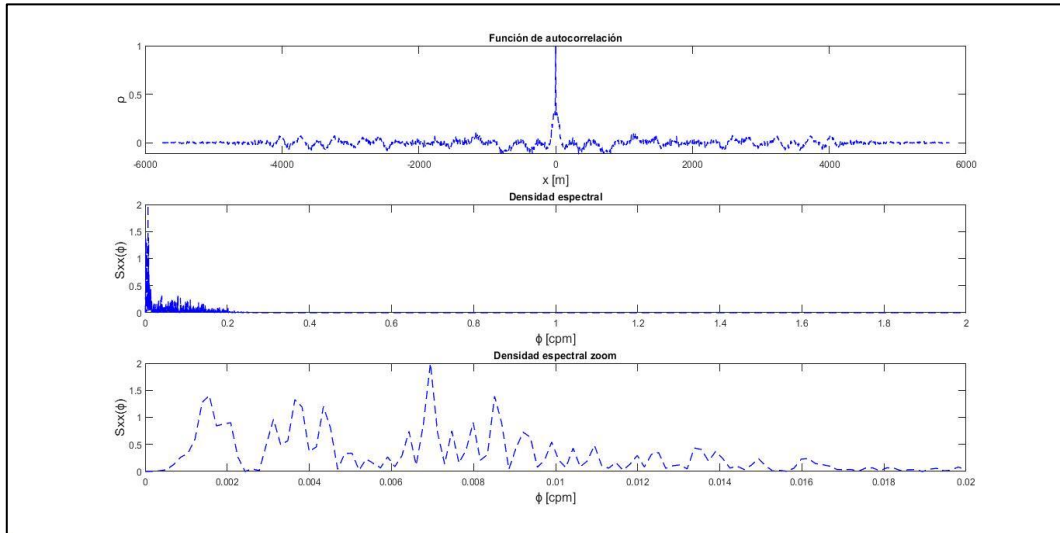 Función de autocorrelación
1
0.5
0
ρ
-6000 -4000 -2000 0 2000 4000 6000
x [m]
Densidad espectral
2
1.5
1
0.5
0
Sxx(ϕ)
0 0.2 0.4 0.6 0.8 1 1.2 1.4 1.6 1.8 2
ϕ [cpm]
Densidad espectral zoom
2
1.5
1
0.5
0
Sxx(ϕ)
0 0.002 0.004 0.006 0.008 0.01 0.012 0.014 0.016 0.018 0.02
ϕ [cpm]